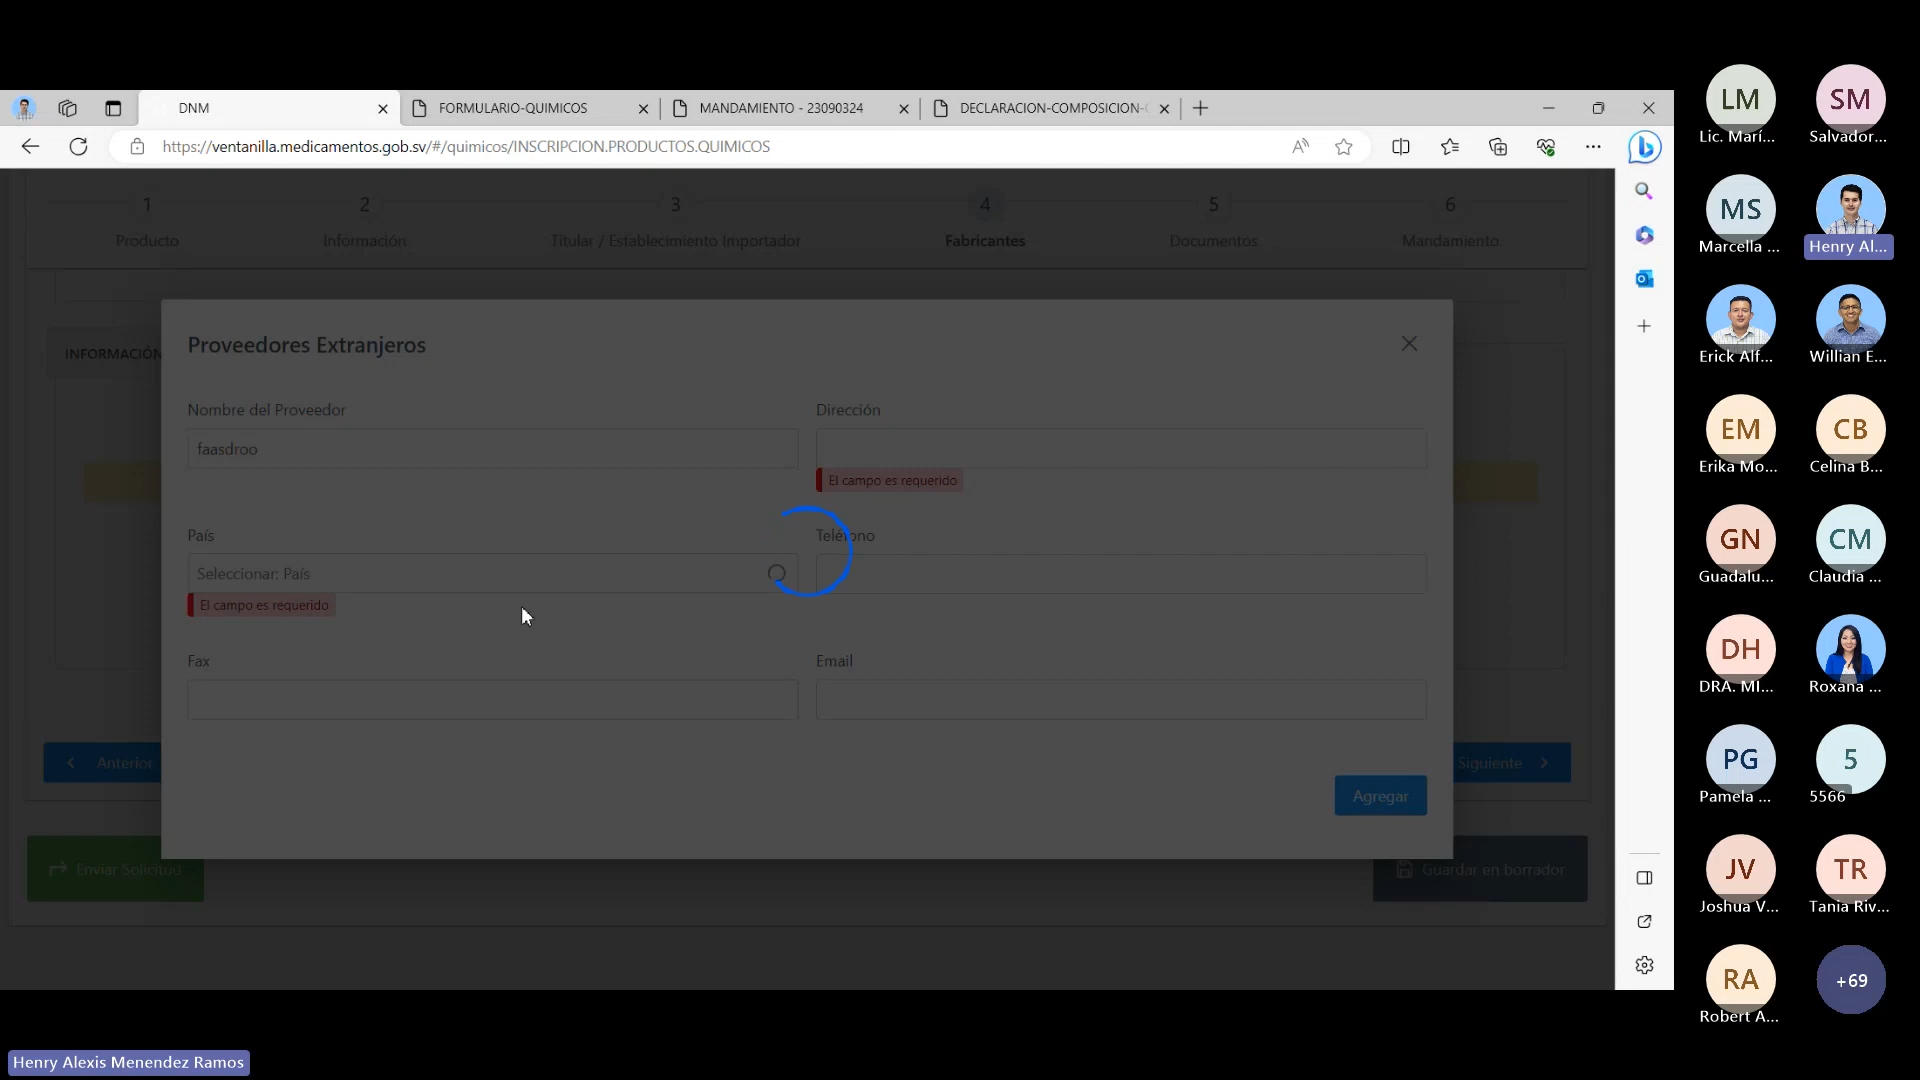 DNM
FORMULARIO-QUIMICOS
MANDAMIENTO - 23090324
DECLARACION-COMPOSICION-
https://ventanilla.medicamentos.gob.sv/#/quimicos/INSCRIPCION.PRODUCTOS.QUIMICOS
1
2
3
4
5
6
Producto
Información
Titular / Establecimiento Importador
Fabricantes
Documentos
Mandamiento
INFORMACIÓN
Proveedores Extranjeros
Nombre del Proveedor
Dirección
faasdroo
El campo es requerido
País
Teléfono
Seleccionar: País
El campo es requerido
Fax
Email
Anterior
Siguiente
Agregar
Enviar Solicitud
Guardar en borrador
LM
Lic. Marí...
SM
Salvador...
MS
Marcella ...
Henry Al...
Erick Alf...
Willian E...
EM
Erika Mo...
CB
Celina B...
GN
Guadalu...
CM
Claudia ...
DH
DRA. MI...
Roxana ...
PG
Pamela ...
5
5566
JV
Joshua V...
TR
Tania Riv...
RA
Robert A...
+69
Henry Alexis Menendez Ramos